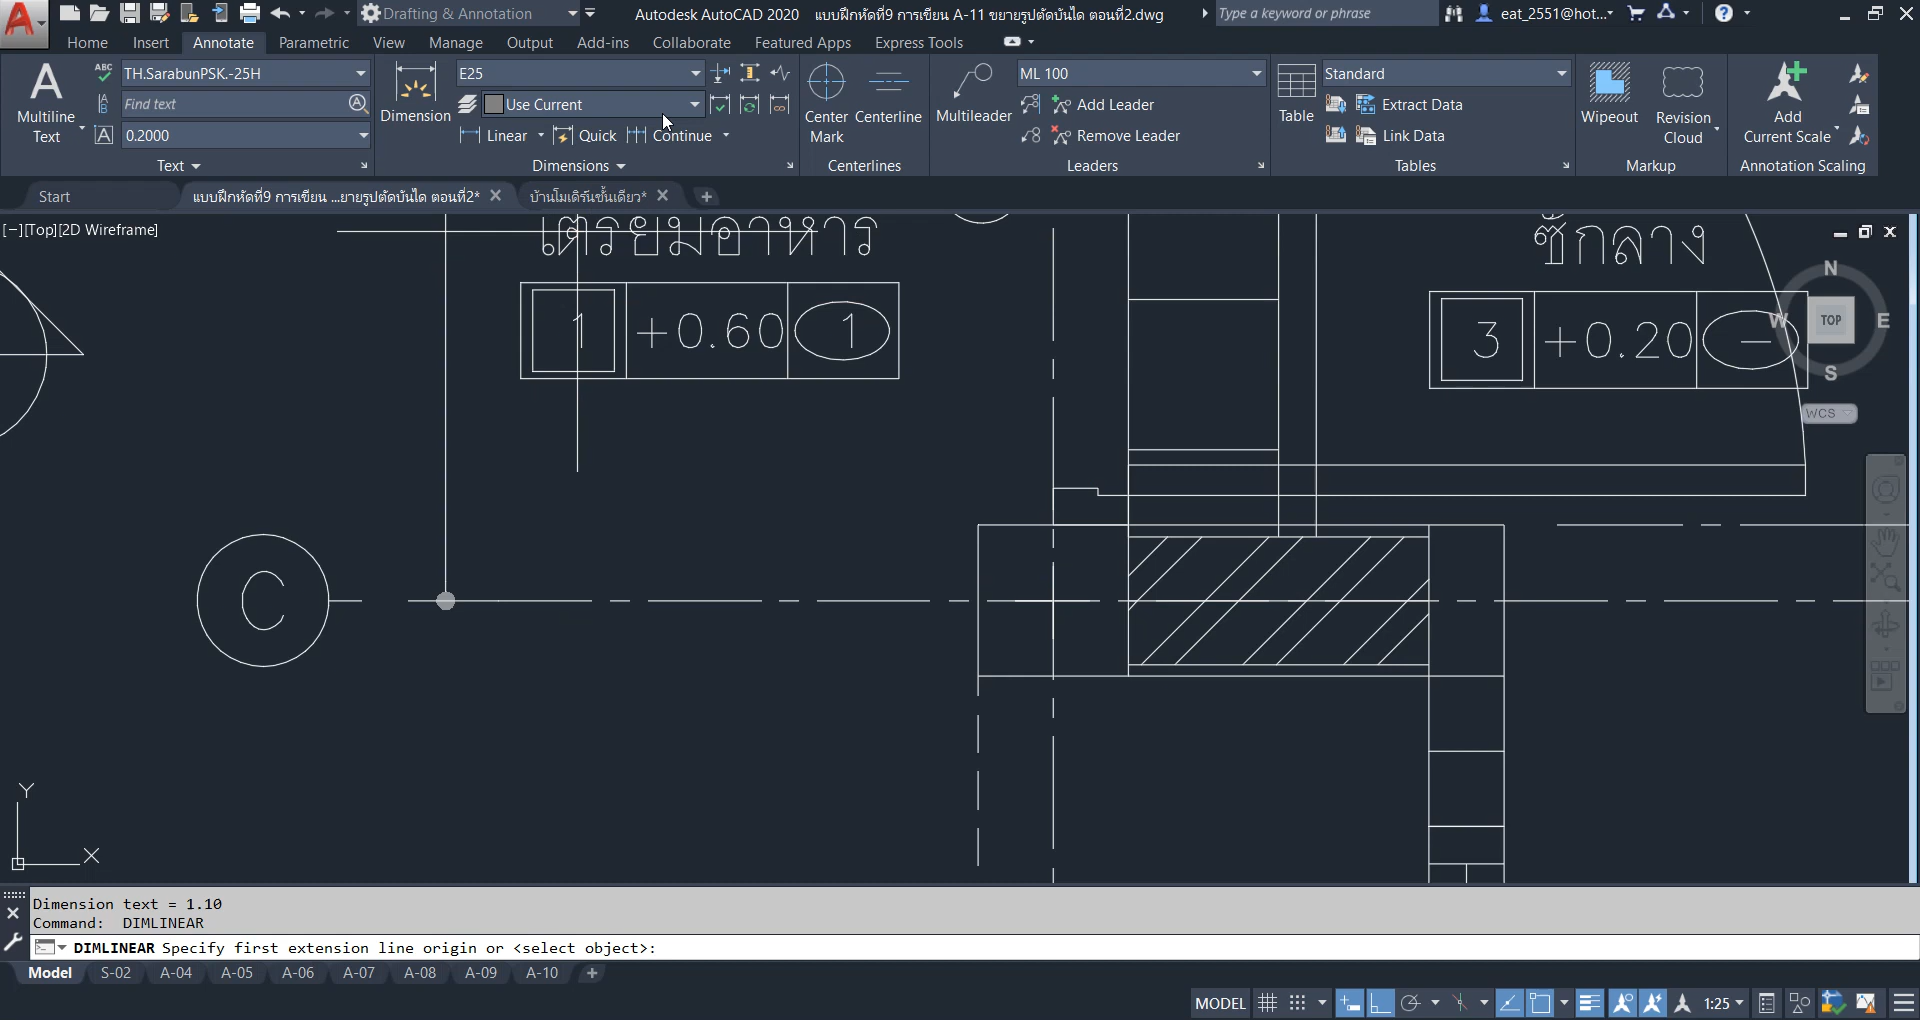 Drafting & Annotation
Autodesk AutoCAD 2020 แบบฝึกหัดที่9 การเขียน A-11 ขยายรูปตัดบันได ตอนที่2.dwg
Type a keyword or phrase
eat_2551@hot...
Home Insert Annotate Parametric View Manage Output Add-ins Collaborate Featured Apps Express Tools
A ABC TH.SarabunPSK.-25H E25 ML 100 Standard
Find text Use Current Add Leader Extract Data
Multiline Text Dimension Center Mark Centerline Multileader Table Wipeout Revision Cloud Add Current Scale
0.2000 Linear Quick Continue Remove Leader Link Data
Text Dimensions Centerlines Leaders Tables Markup Annotation Scaling
Start แบบฝึกหัดที่9 การเขียน ...ยายรูปตัดบันได ตอนที่2* บ้านโมเดิร์นชั้นเดียว*
[−][Top][2D Wireframe]
เตรียมอาหาร
ซักล้าง
N
W TOP E
S
WCS
1 +0.60 1
3 +0.20 −
C
Y
X
Dimension text = 1.10
Command: DIMLINEAR
DIMLINEAR Specify first extension line origin or <select object>:
Model S-02 A-04 A-05 A-06 A-07 A-08 A-09 A-10
MODEL 1:25